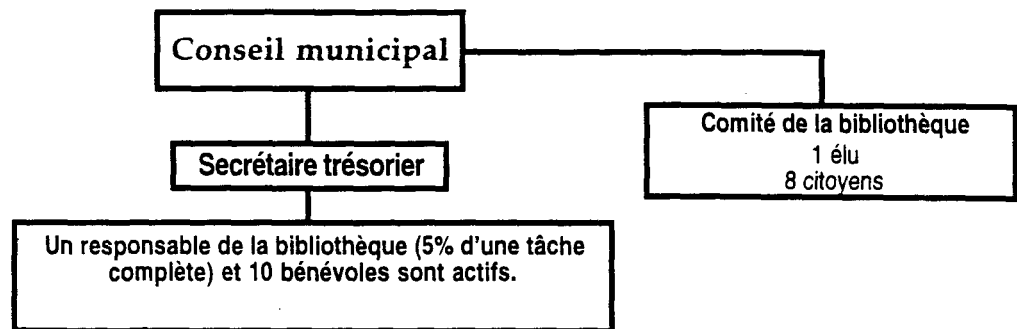 Conseil municipal
Comité de la bibliothèque
1 élu
8 citoyens
Secrétaire trésorier
Un responsable de la bibliothèque (5% d'une tâche
complète) et 10 bénévoles sont actifs.